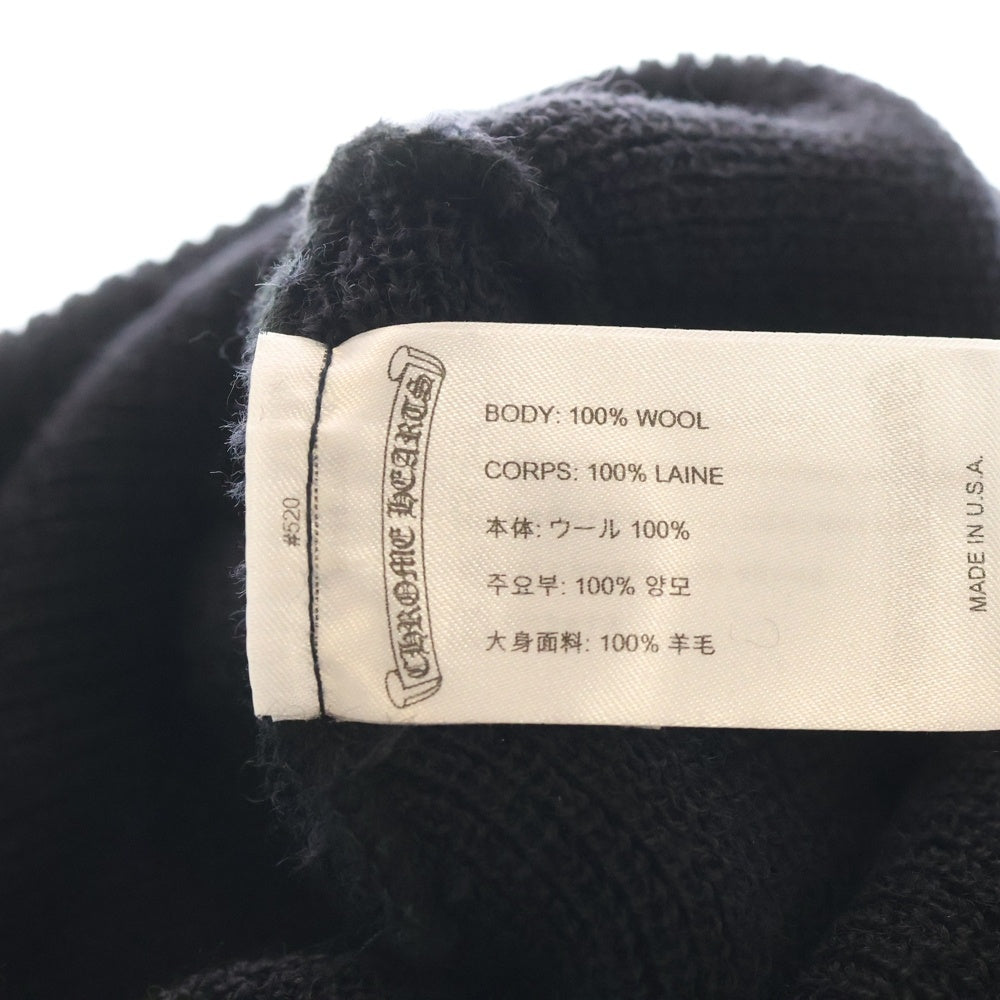 #520
CHROME HEARTS
BODY: 100% WOOL
CORPS: 100% LAINE
本体: ウール 100%
주요부: 100% 양모
大身面料: 100% 羊毛
MADE IN U.S.A.